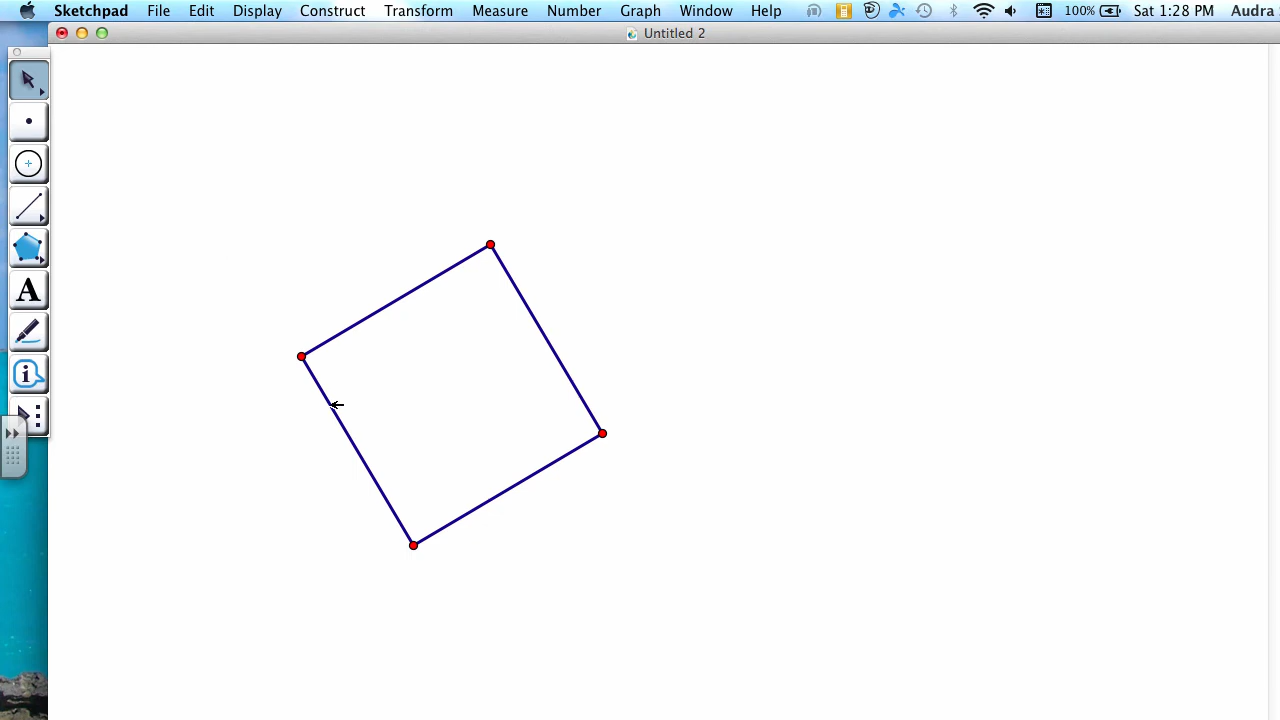 Sketchpad File Edit Display Construct Transform Measure Number Graph Window Help 100% Sat 1:28 PM Audra
Untitled 2
A
i